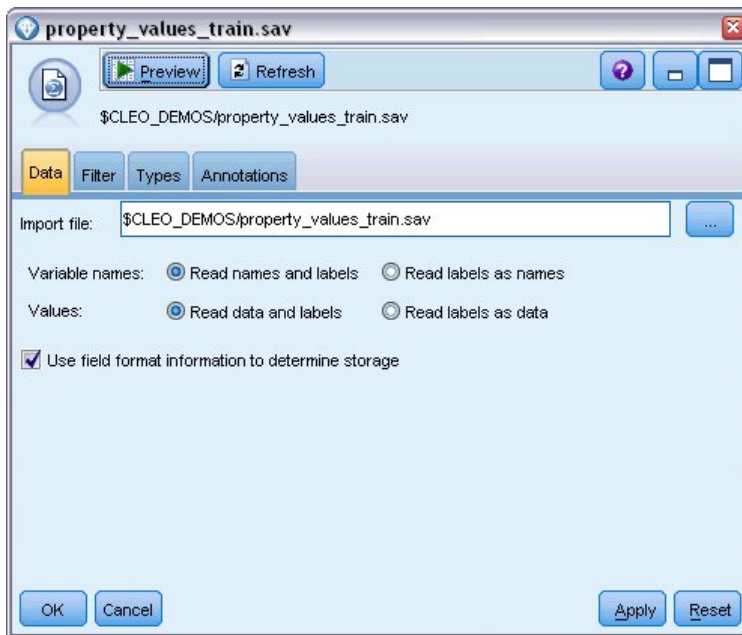 property_values_train.sav
Preview
Refresh
$CLEO_DEMOS/property_values_train.sav
Data
Filter
Types
Annotations
Import file:
$CLEO_DEMOS/property_values_train.sav
...
Variable names:
Read names and labels
Read labels as names
Values:
Read data and labels
Read labels as data
Use field format information to determine storage
OK
Cancel
Apply
Reset